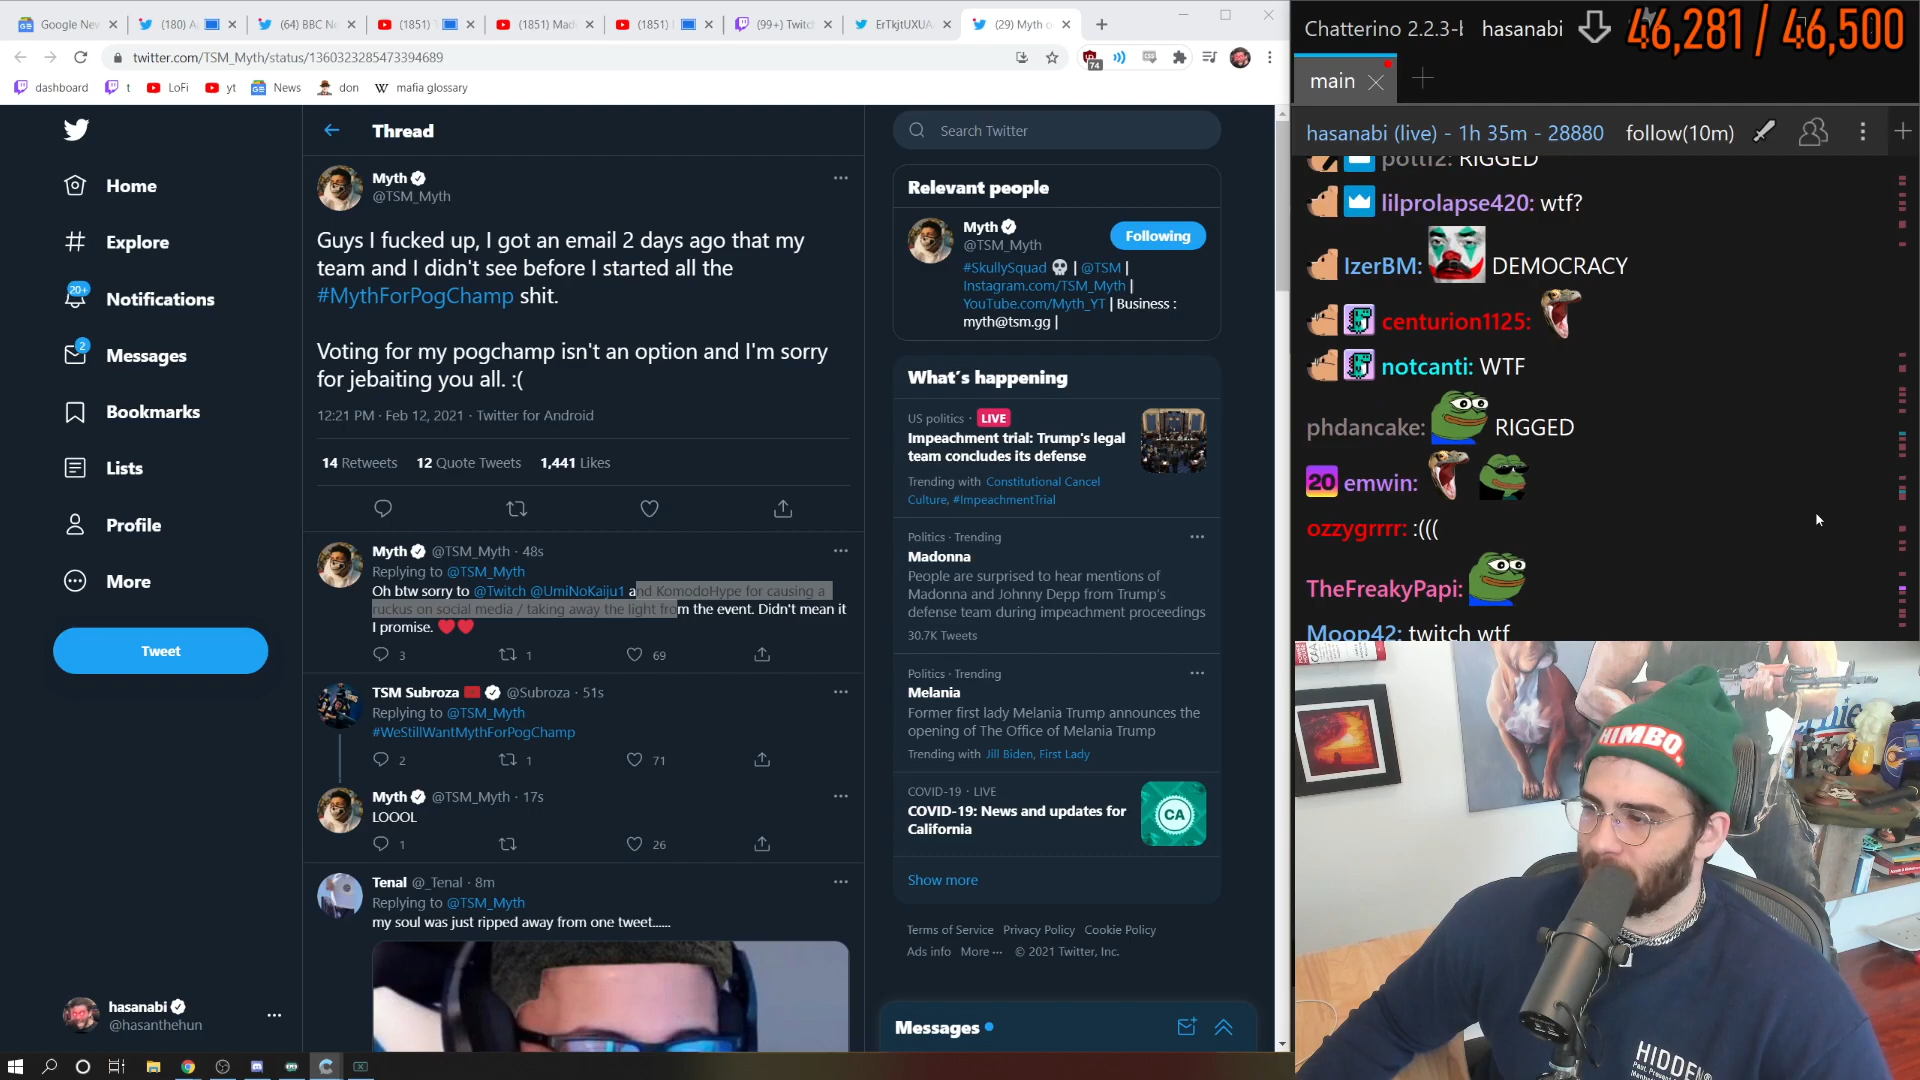 Google Nev
(180) A
(64) BBC N
(1851)
(1851) Mad
(1851)
(99+) Twitc
ErTkjtUXUA
(29) Myth o
twitter.com/TSM_Myth/status/1360323285473394689
74
dashboard
t
LoFi
yt
News
don
W
mafia glossary
Home
Explore
20+
Notifications
2
Messages
Bookmarks
Lists
Profile
More
Tweet
hasanabi
@hasanthehun
Thread
Myth
@TSM_Myth
Guys I fucked up, I got an email 2 days ago that my
team and I didn't see before I started all the
#MythForPogChamp shit.
Voting for my pogchamp isn't an option and I'm sorry
for jebaiting you all. :(
12:21 PM · Feb 12, 2021 · Twitter for Android
14 Retweets 12 Quote Tweets 1,441 Likes
Myth @TSM_Myth · 48s
Replying to @TSM_Myth
Oh btw sorry to @Twitch @UmiNoKaiju1 and KomodoHype for causing a
ruckus on social media / taking away the light from the event. Didn't mean it
I promise. ❤️❤️
3 1 69
TSM Subroza @Subroza · 51s
Replying to @TSM_Myth
#WeStillWantMythForPogChamp
2 1 71
Myth @TSM_Myth · 17s
LOOOL
1 26
Tenal @_Tenal · 8m
Replying to @TSM_Myth
my soul was just ripped away from one tweet......
Search Twitter
Relevant people
Myth
@TSM_Myth
Following
#SkullySquad 💀 | @TSM |
Instagram.com/TSM_Myth |
YouTube.com/Myth_YT | Business :
myth@tsm.gg |
What's happening
US politics · LIVE
Impeachment trial: Trump's legal
team concludes its defense
Trending with Constitutional Cancel
Culture, #ImpeachmentTrial
Politics · Trending
Madonna
People are surprised to hear mentions of
Madonna and Johnny Depp from Trump's
defense team during impeachment proceedings
30.7K Tweets
Politics · Trending
Melania
Former first lady Melania Trump announces the
opening of The Office of Melania Trump
Trending with Jill Biden, First Lady
COVID-19 · LIVE
COVID-19: News and updates for
California
CA
Show more
Terms of Service Privacy Policy Cookie Policy
Ads info More ··· © 2021 Twitter, Inc.
Messages
Chatterino 2.2.3-b hasanabi
46,281 / 46,500
main
hasanabi (live) - 1h 35m - 28880 follow(10m)
pott12: RIGGED
lilprolapse420: wtf?
IzerBM: DEMOCRACY
centurion1125:
notcanti: WTF
phdancake: RIGGED
20 emwin:
ozzygrrrr: :(((
TheFreakyPapi:
Moop42: twitch wtf
HIMBO.
HIDDEN®